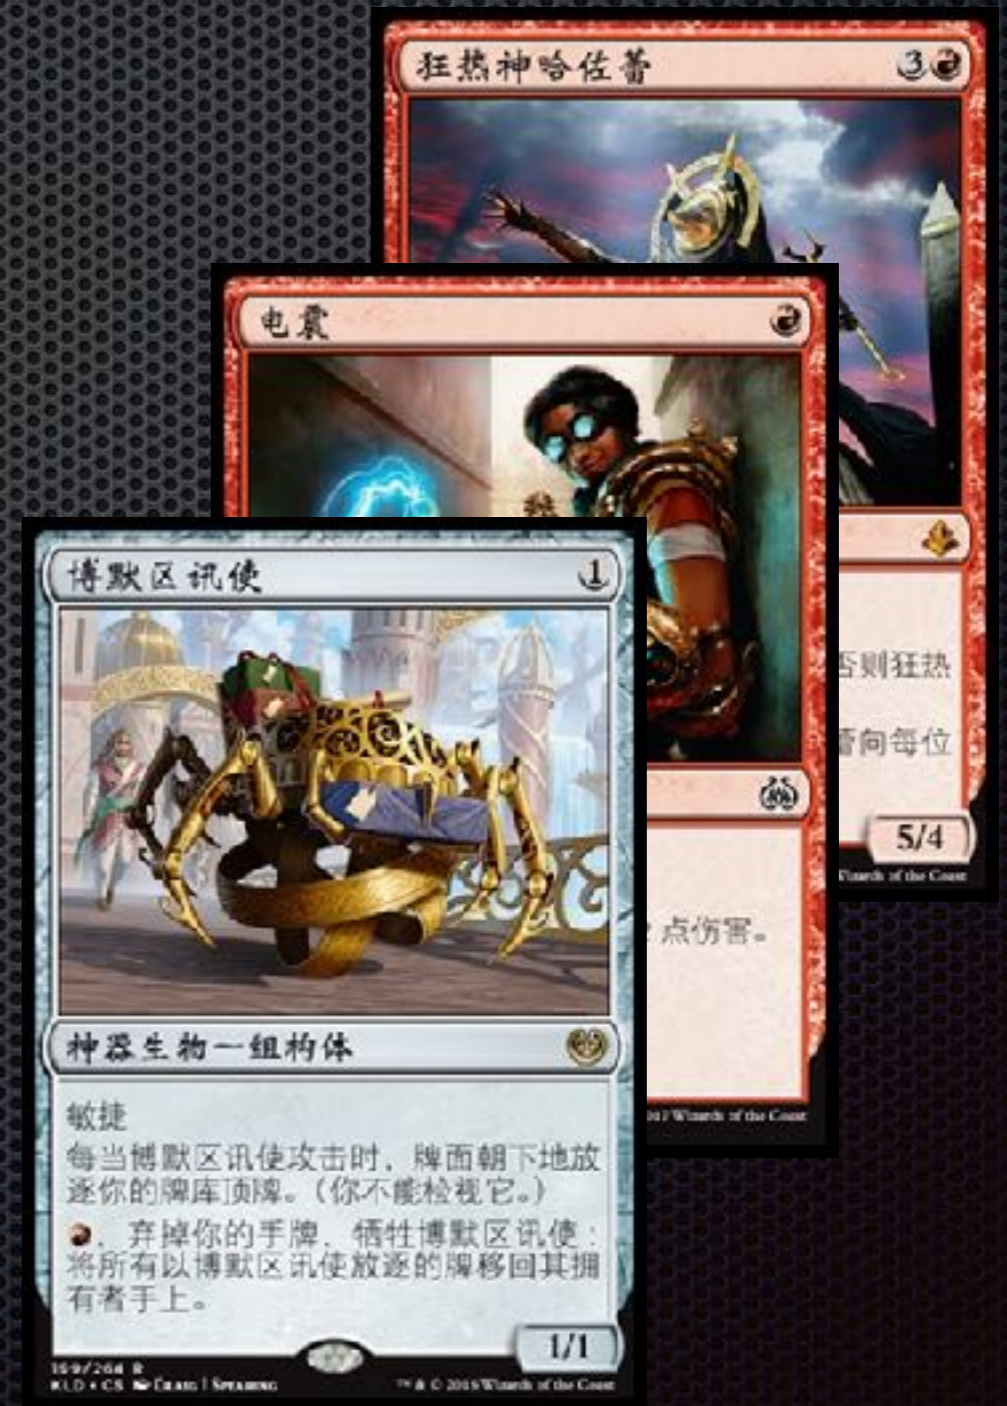 狂热神哈佐蕾 3
否则狂热
蕾向每位
5/4
Wizards of the Coast
电震
2 点伤害。
2017 Wizards of the Coast
博默区讯使 1
神器生物～组构体
敏捷
每当博默区讯使攻击时，牌面朝下地放
逐你的牌库顶牌。（你不能检视它。）
，弃掉你的手牌，牺牲博默区讯使：
将所有以博默区讯使放逐的牌移回其拥
有者手上。
1/1
199/264 R
KLD • CS Craig J Spearing
™ & © 2016 Wizards of the Coast